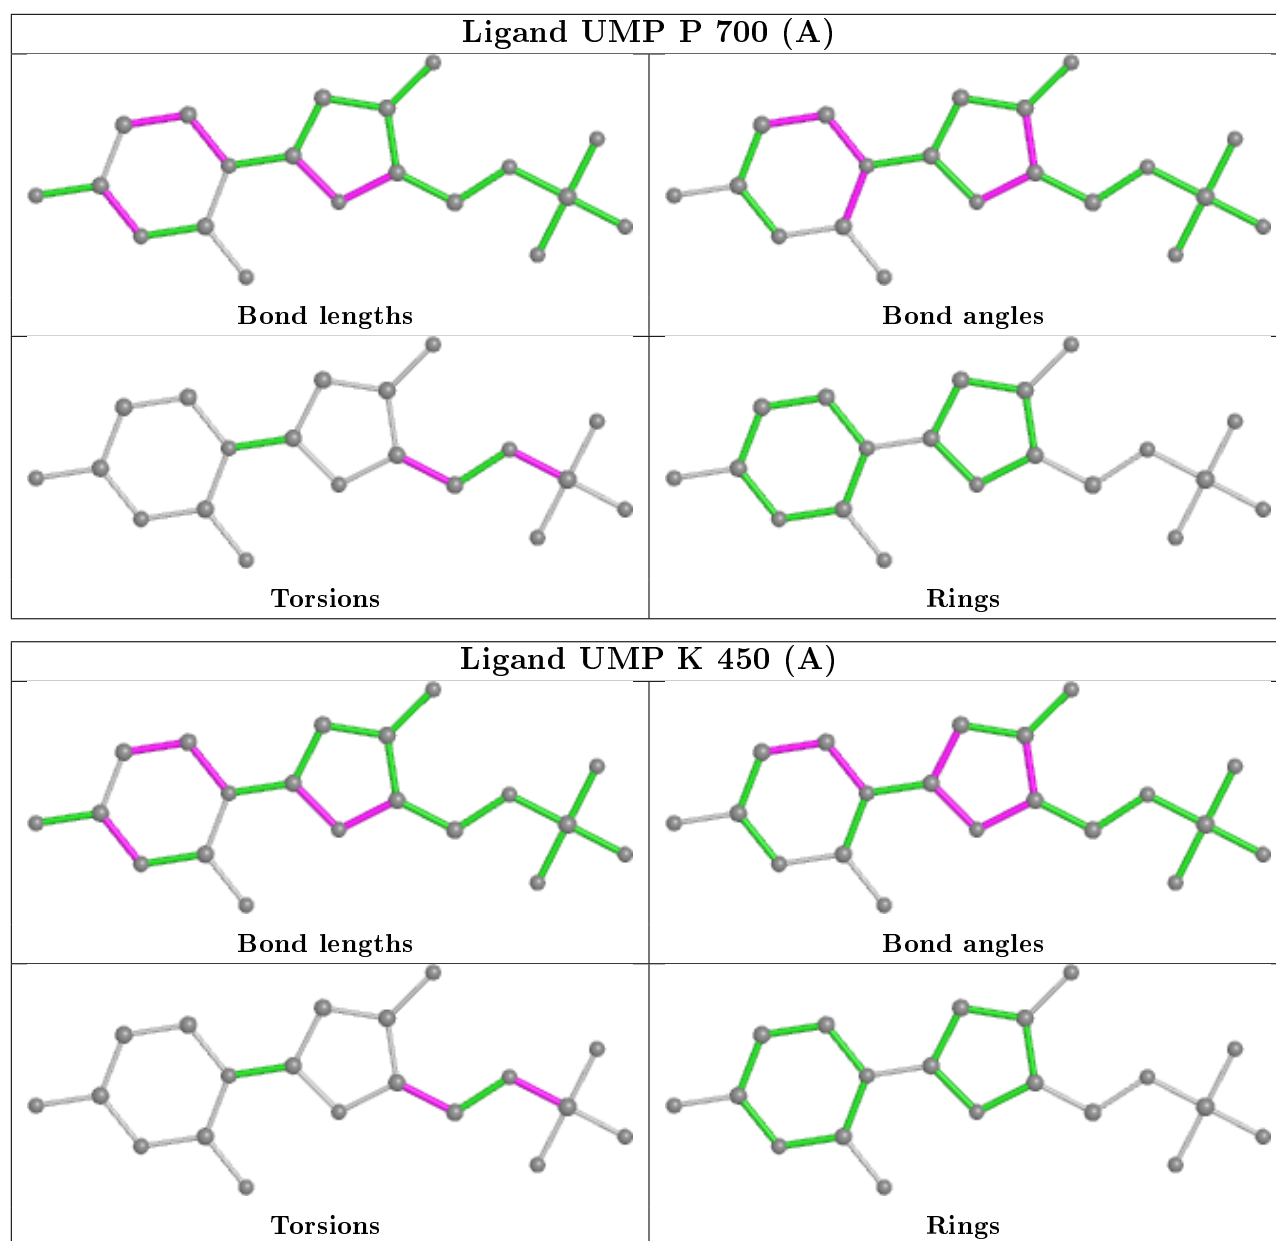 Ligand UMP P 700 (A)
Bond lengths
Bond angles
Torsions
Rings
Ligand UMP K 450 (A)
Bond lengths
Bond angles
Torsions
Rings